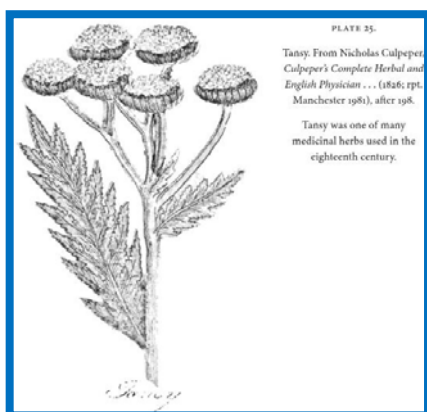 PLATE 25.
Tansy. From Nicholas Culpeper,
Culpeper's Complete Herbal and
English Physician . . . (1826; rpt.
Manchester 1981), after 198.
Tansy was one of many
medicinal herbs used in the
eighteenth century.
Tansy